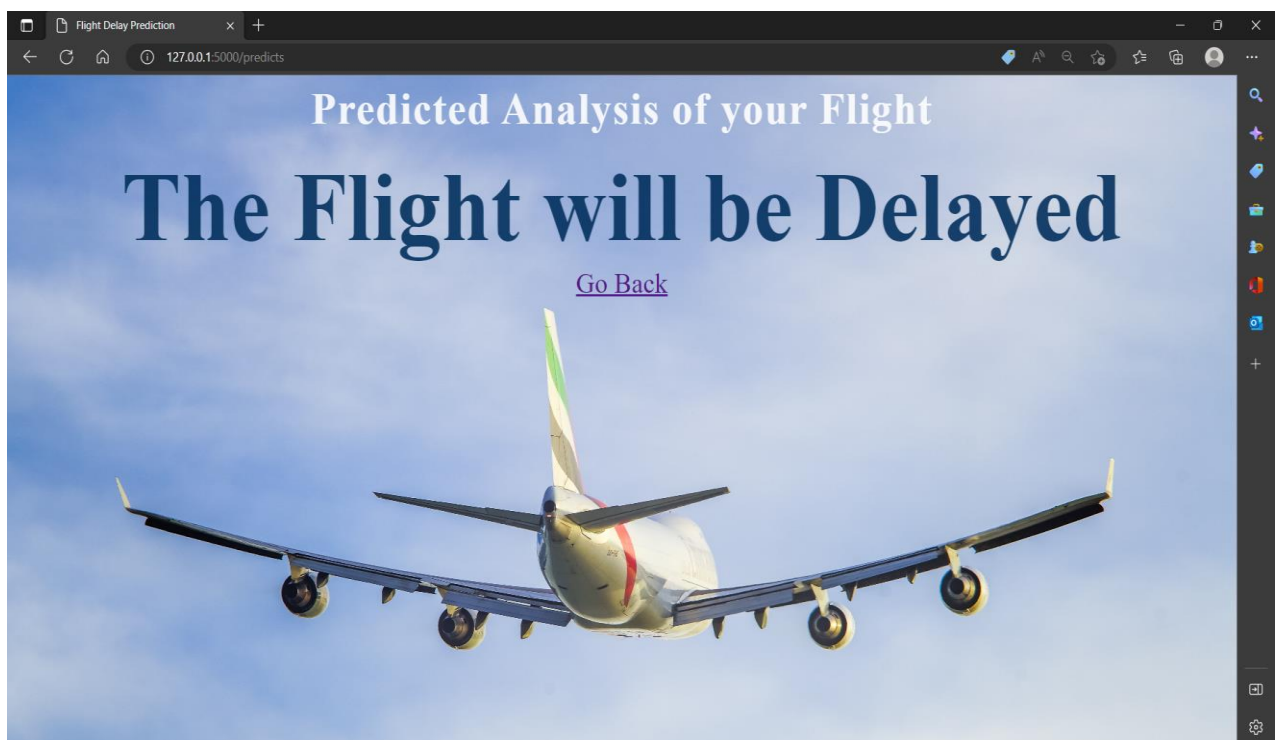 Flight Delay Prediction
127.0.0.1:5000/predicts
Predicted Analysis of your Flight
The Flight will be Delayed
Go Back